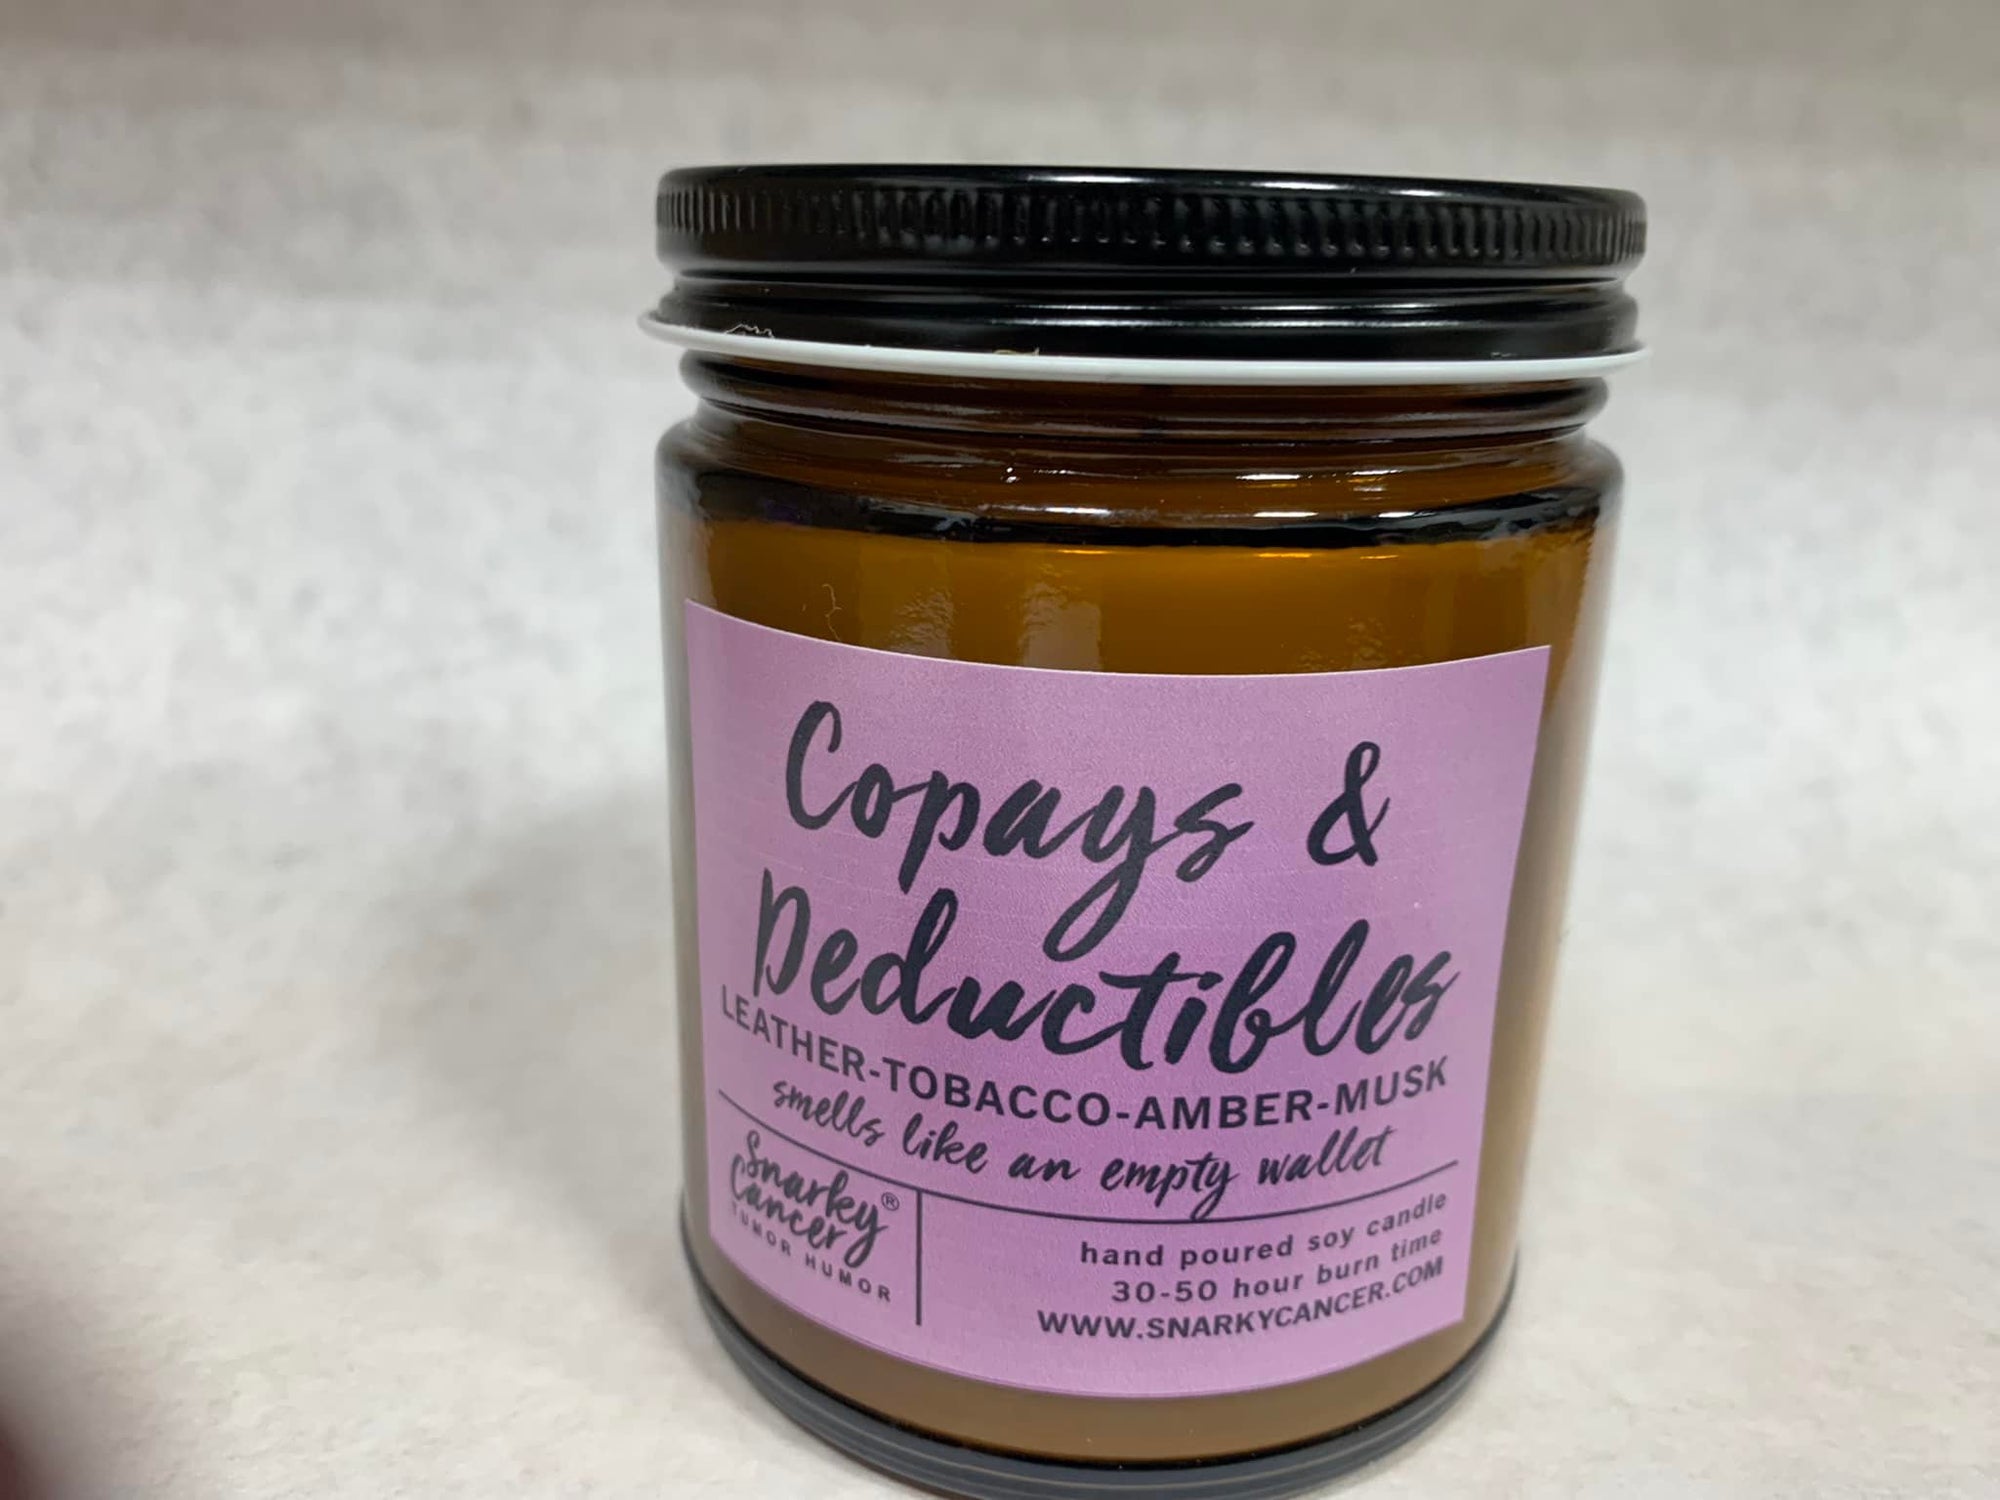 Copays &
Deductibles
LEATHER-TOBACCO-AMBER-MUSK
smells like an empty wallet
Snarky
Cancer®
TUMOR HUMOR
hand poured soy candle
30-50 hour burn time
WWW.SNARKYCANCER.COM